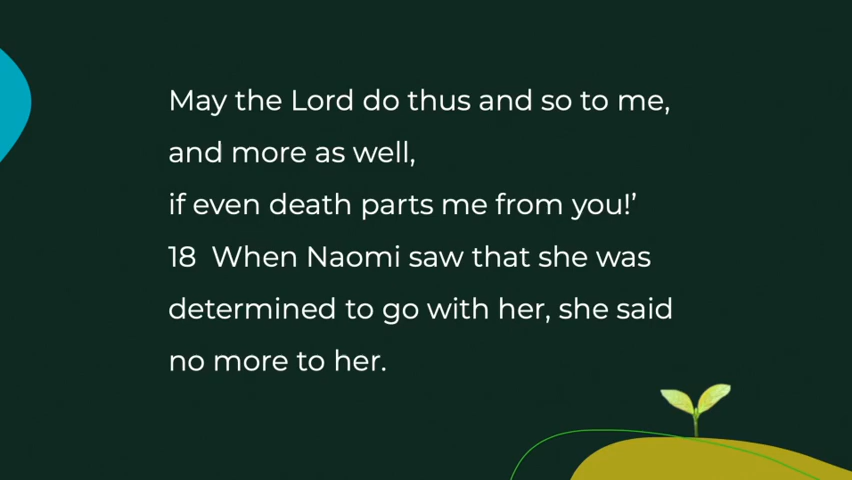 May the Lord do thus and so to me,
and more as well,
if even death parts me from you!’
18  When Naomi saw that she was
determined to go with her, she said
no more to her.